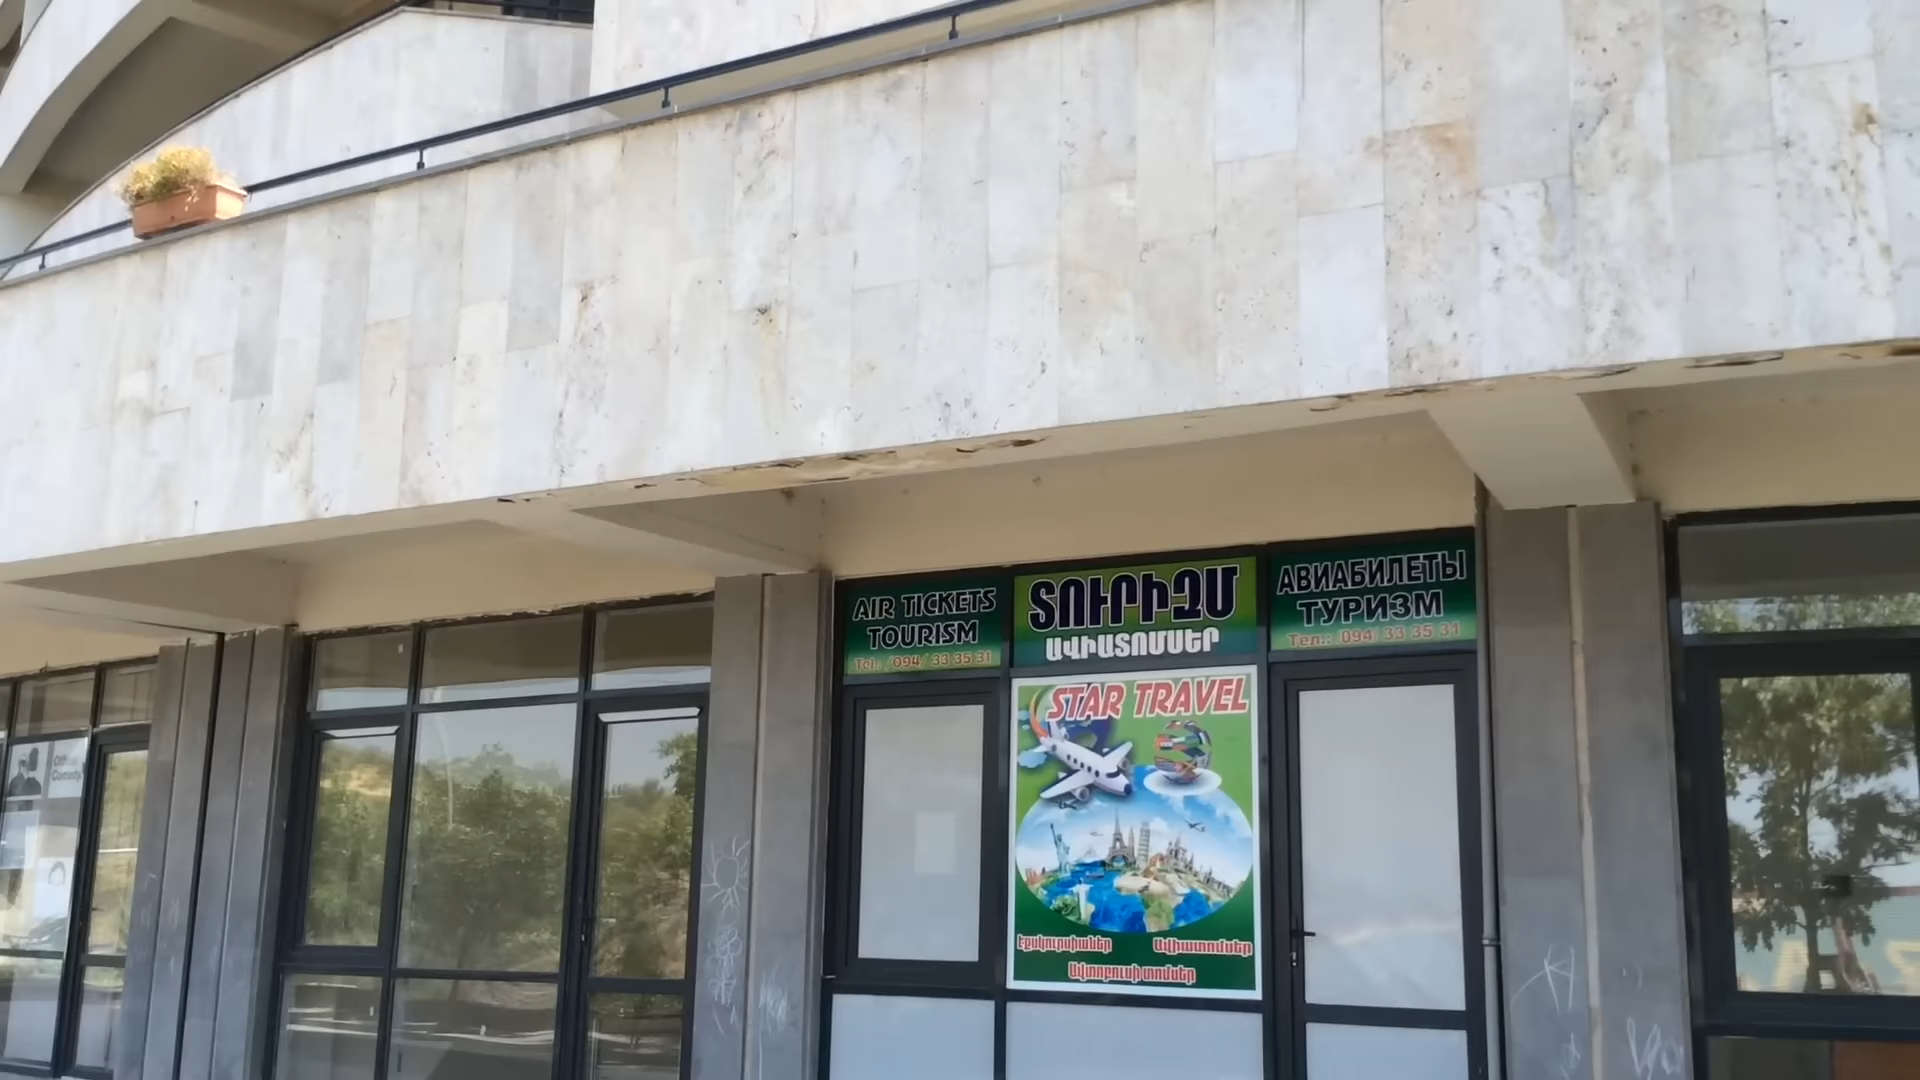 AIR TICKETS
TOURISM
Tel.: /094/ 33 35 31
ՏՈՒՐԻԶՄ
ԱՎԻԱՏՈՄՍԵՐ
АВИАБИЛЕТЫ
ТУРИЗМ
Тел.: /094/ 33 35 31
STAR TRAVEL
Էքսկուրսիաներ
Ավիատոմսեր
Ավտոբուսի տոմսեր